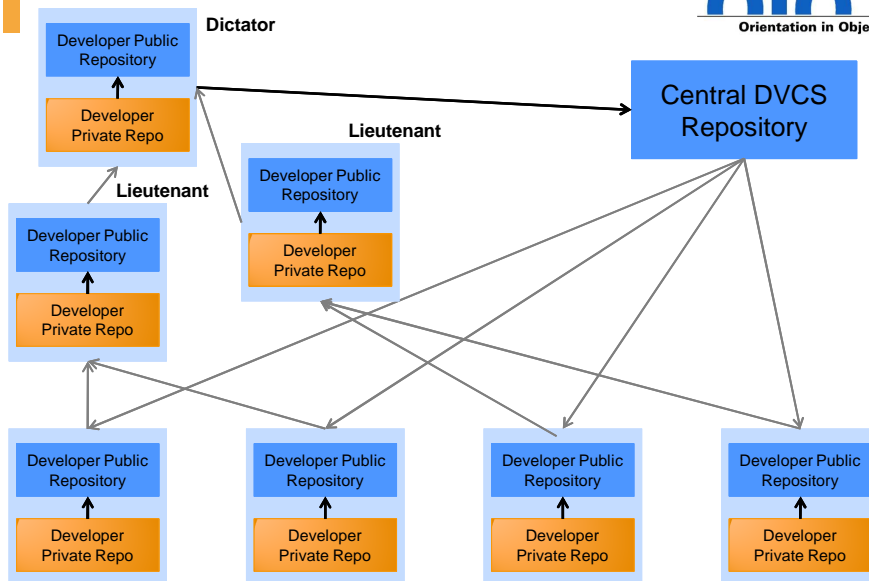 Dictator
Orientation in Obje
Developer Public
Repository
Developer
Private Repo
Central DVCS
Repository
Lieutenant
Developer Public
Repository
Developer
Private Repo
Lieutenant
Developer Public
Repository
Developer
Private Repo
Developer Public
Repository
Developer
Private Repo
Developer Public
Repository
Developer
Private Repo
Developer Public
Repository
Developer
Private Repo
Developer Public
Repository
Developer
Private Repo